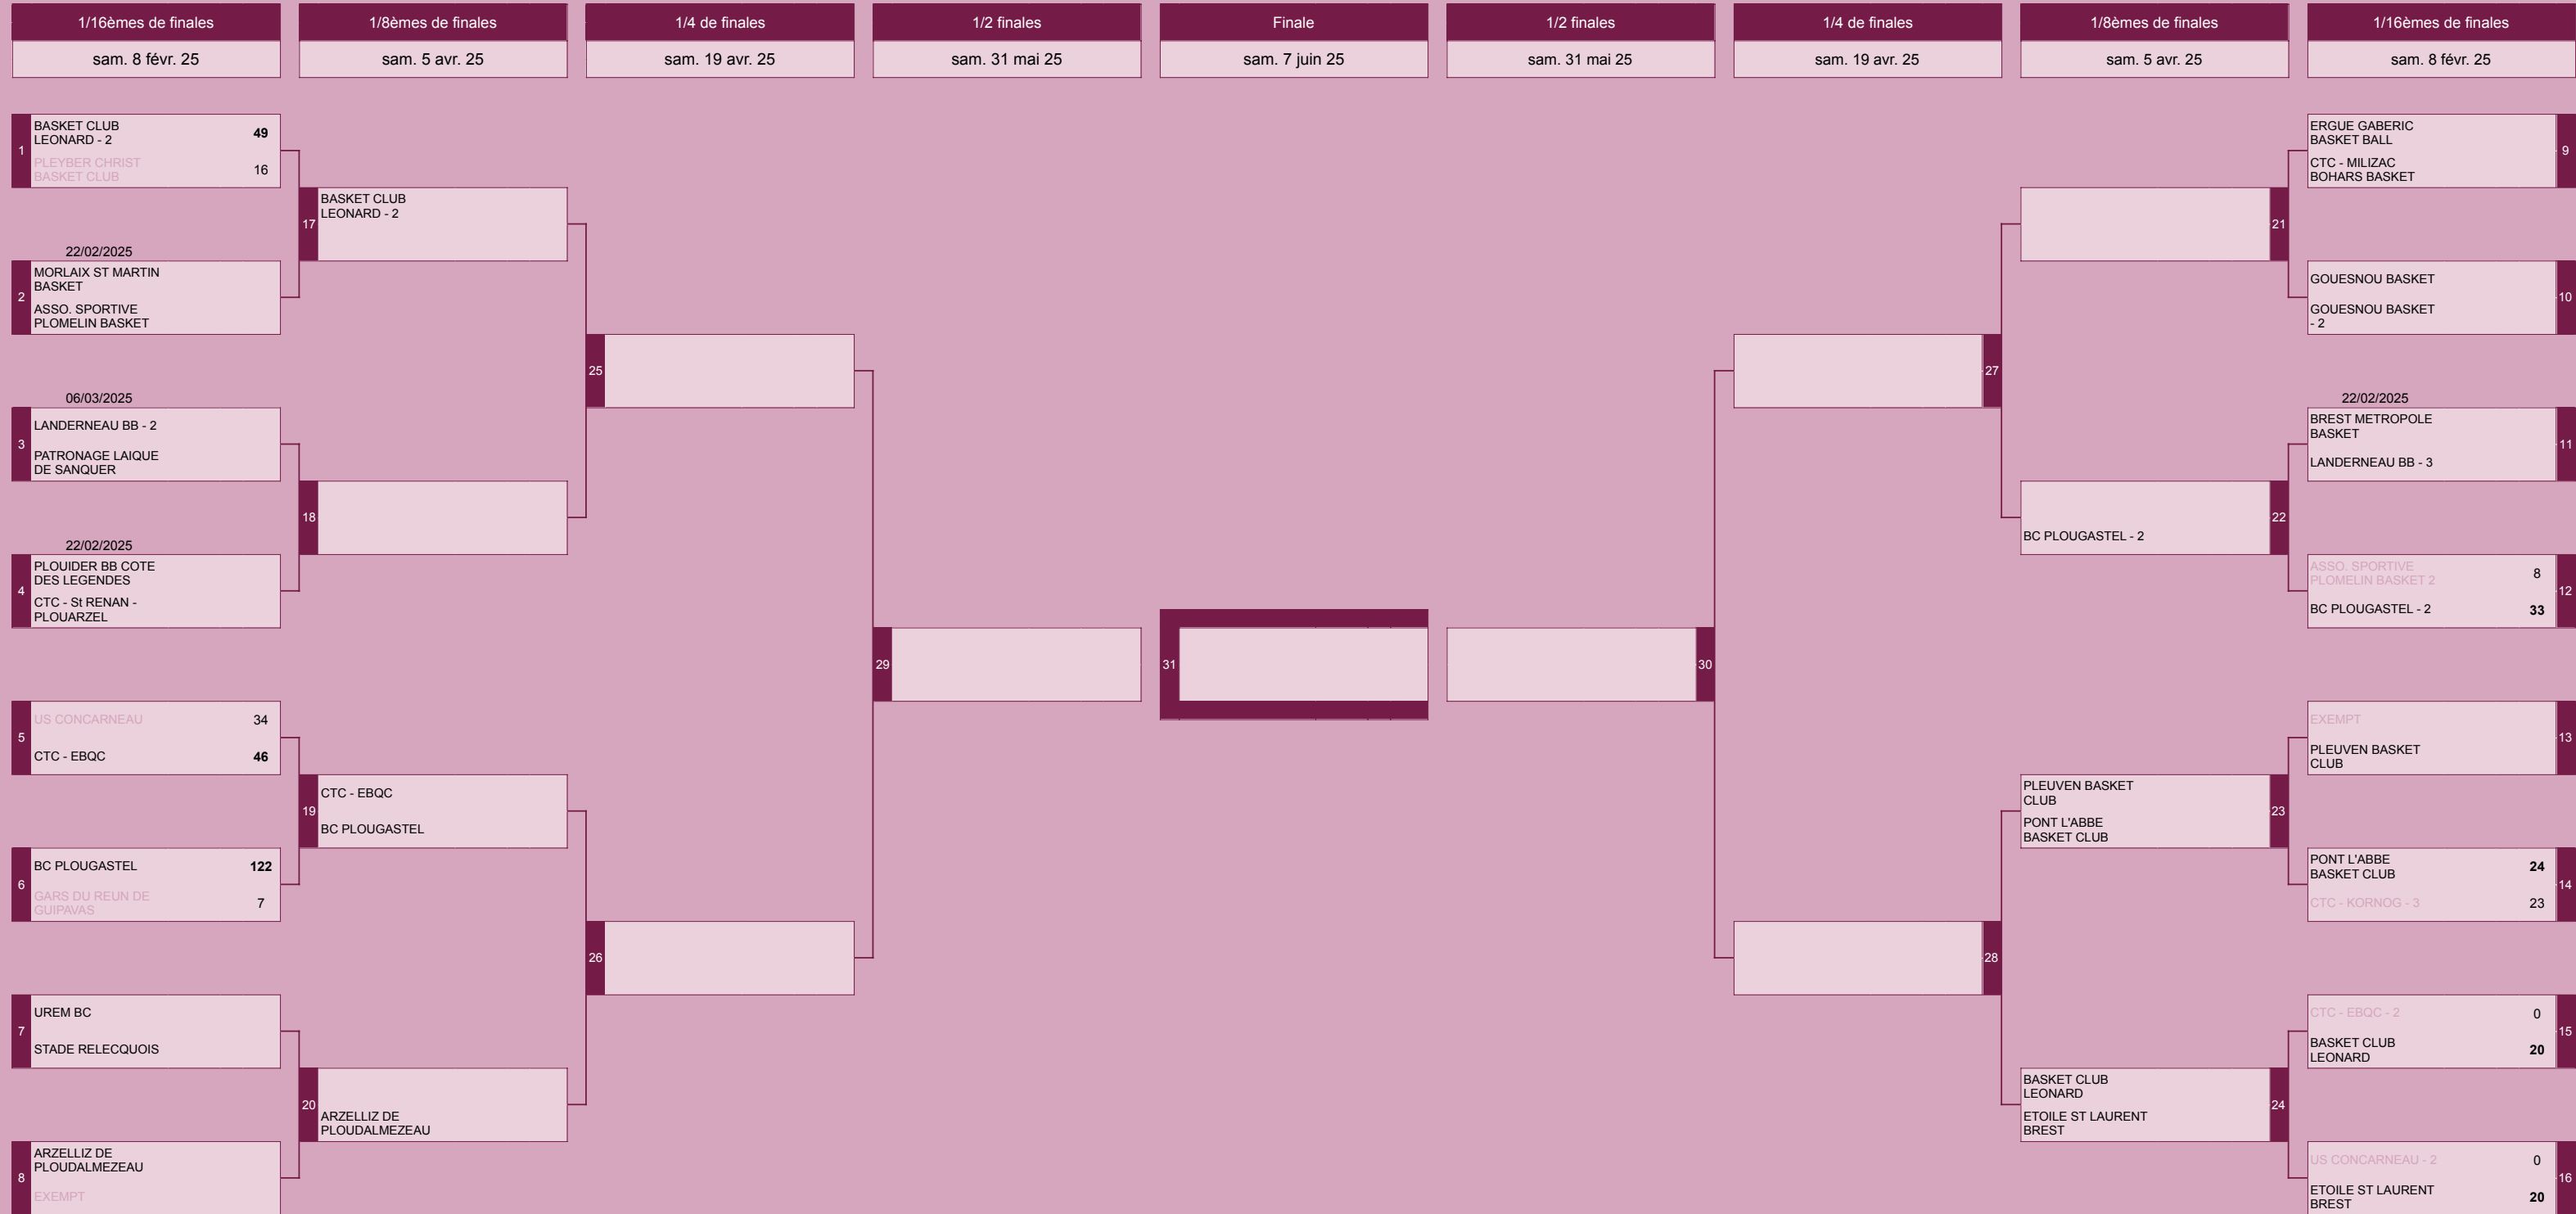 1/16èmes de finales
1/8èmes de finales
1/4 de finales
1/2 finales
Finale
1/2 finales
1/4 de finales
1/8èmes de finales
1/16èmes de finales
sam. 8 févr. 25
sam. 5 avr. 25
sam. 19 avr. 25
sam. 31 mai 25
sam. 7 juin 25
sam. 31 mai 25
sam. 19 avr. 25
sam. 5 avr. 25
sam. 8 févr. 25
1
BASKET CLUB
LEONARD - 2
49
PLEYBER CHRIST
BASKET CLUB
16
22/02/2025
2
MORLAIX ST MARTIN
BASKET
ASSO. SPORTIVE
PLOMELIN BASKET
06/03/2025
3
LANDERNEAU BB - 2
PATRONAGE LAIQUE
DE SANQUER
22/02/2025
4
PLOUIDER BB COTE
DES LEGENDES
CTC - St RENAN -
PLOUARZEL
5
US CONCARNEAU
34
CTC - EBQC
46
6
BC PLOUGASTEL
122
GARS DU REUN DE
GUIPAVAS
7
7
UREM BC
STADE RELECQUOIS
8
ARZELLIZ DE
PLOUDALMEZEAU
EXEMPT
17
BASKET CLUB
LEONARD - 2
18
19
CTC - EBQC
BC PLOUGASTEL
20
ARZELLIZ DE
PLOUDALMEZEAU
25
26
29
31
30
27
28
21
22
BC PLOUGASTEL - 2
23
PLEUVEN BASKET
CLUB
PONT L'ABBE
BASKET CLUB
24
BASKET CLUB
LEONARD
ETOILE ST LAURENT
BREST
ERGUE GABERIC
BASKET BALL
CTC - MILIZAC
BOHARS BASKET
9
GOUESNOU BASKET
GOUESNOU BASKET
- 2
10
22/02/2025
BREST METROPOLE
BASKET
LANDERNEAU BB - 3
11
ASSO. SPORTIVE
PLOMELIN BASKET 2
8
BC PLOUGASTEL - 2
33
12
EXEMPT
PLEUVEN BASKET
CLUB
13
PONT L'ABBE
BASKET CLUB
24
CTC - KORNOG - 3
23
14
CTC - EBQC - 2
0
BASKET CLUB
LEONARD
20
15
US CONCARNEAU - 2
0
ETOILE ST LAURENT
BREST
20
16